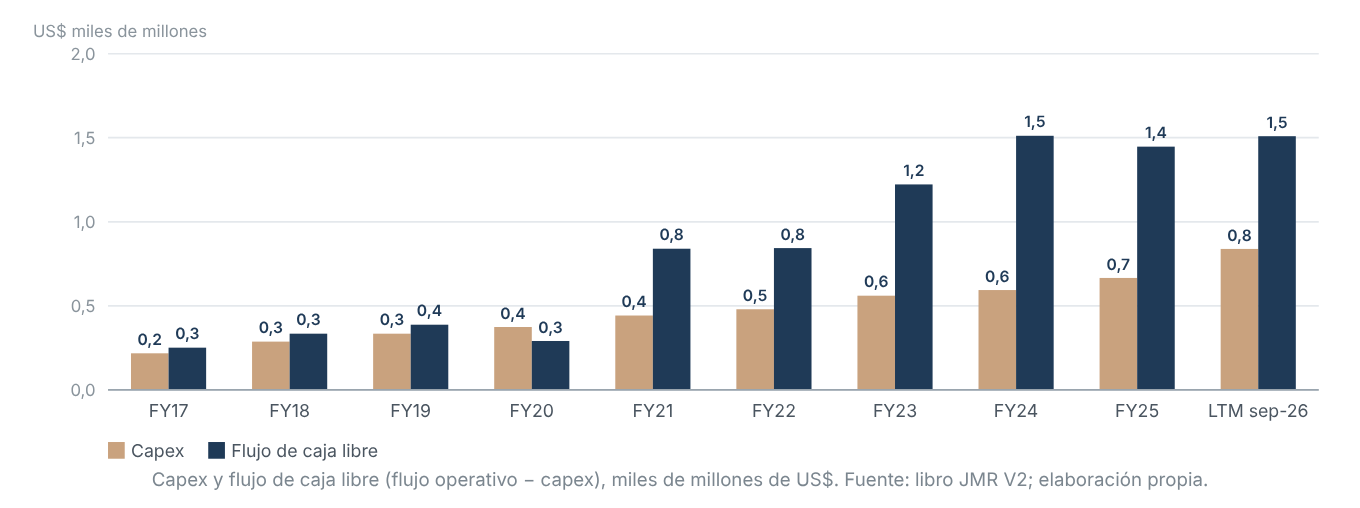 US$ miles de millones
2,0
1,5
1,0
0,5
0,0
0,2 0,3 0,3 0,3 0,3 0,4 0,4 0,3 0,4 0,8 0,5 0,8 0,6 1,2 0,6 1,5 0,7 1,4 0,8 1,5
FY17 FY18 FY19 FY20 FY21 FY22 FY23 FY24 FY25 LTM sep-26
Capex Flujo de caja libre
Capex y flujo de caja libre (flujo operativo − capex), miles de millones de US$. Fuente: libro JMR V2; elaboración propia.